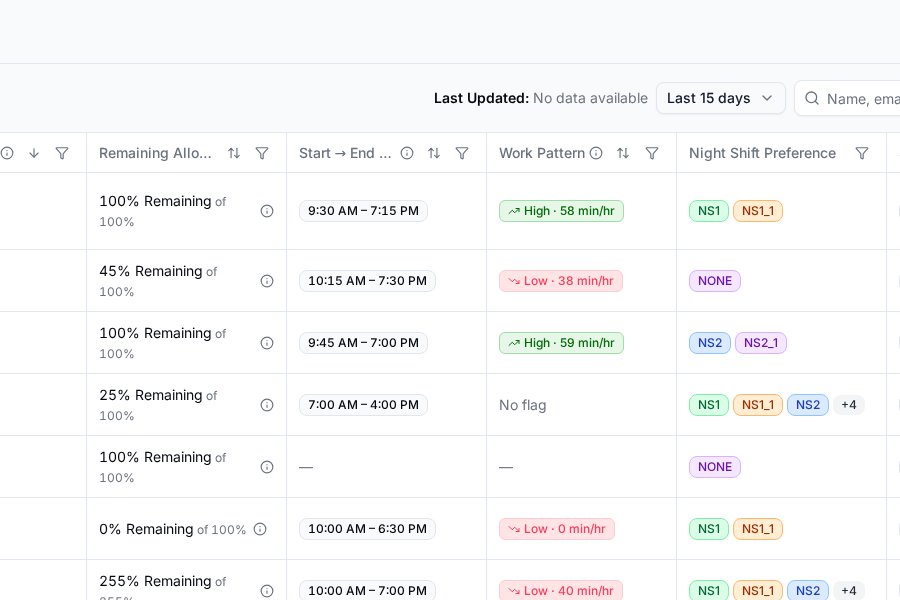 Last Updated: No data available
Last 15 days
Name, ema
Remaining Allo...
Start → End ...
Work Pattern
Night Shift Preference
100% Remaining of
100%
9:30 AM – 7:15 PM
High · 58 min/hr
NS1 NS1_1
45% Remaining of
100%
10:15 AM – 7:30 PM
Low · 38 min/hr
NONE
100% Remaining of
100%
9:45 AM – 7:00 PM
High · 59 min/hr
NS2 NS2_1
25% Remaining of
100%
7:00 AM – 4:00 PM
No flag
NS1 NS1_1 NS2 +4
100% Remaining of
100%
—
—
NONE
0% Remaining of 100%
10:00 AM – 6:30 PM
Low · 0 min/hr
NS1 NS1_1
255% Remaining of
255%
10:00 AM – 7:00 PM
Low · 40 min/hr
NS1 NS1_1 NS2 +4